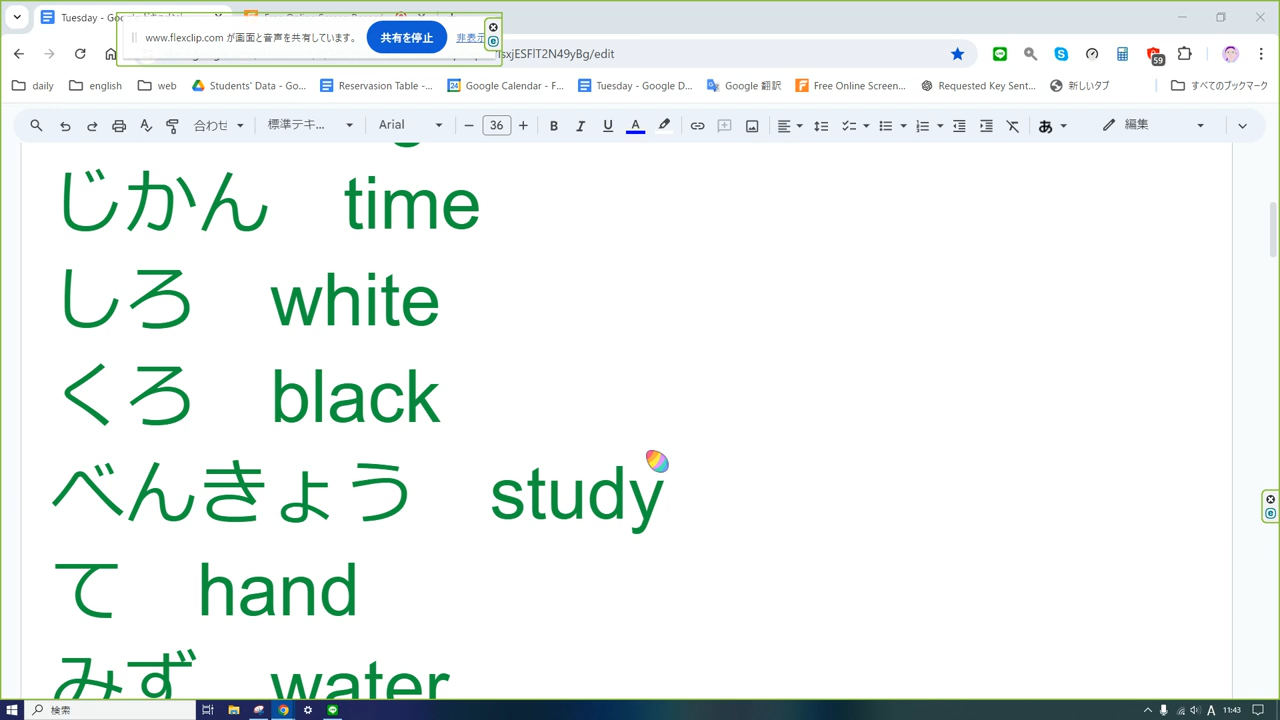 Tuesday - Go
www.flexclip.com が画面と音声を共有しています。
共有を停止
非表示
sxjESFlT2N49yBg/edit
59
daily
english
web
Students' Data - Go...
Reservasion Table -...
Google Calendar - F...
Tuesday - Google D...
Google 翻訳
Free Online Screen...
Requested Key Sent...
新しいタブ
すべてのブックマーク
合わせ
標準テキ...
Arial
36
編集
じかん time
しろ white
くろ black
べんきょう study
て hand
みず water
検索
A
11:43